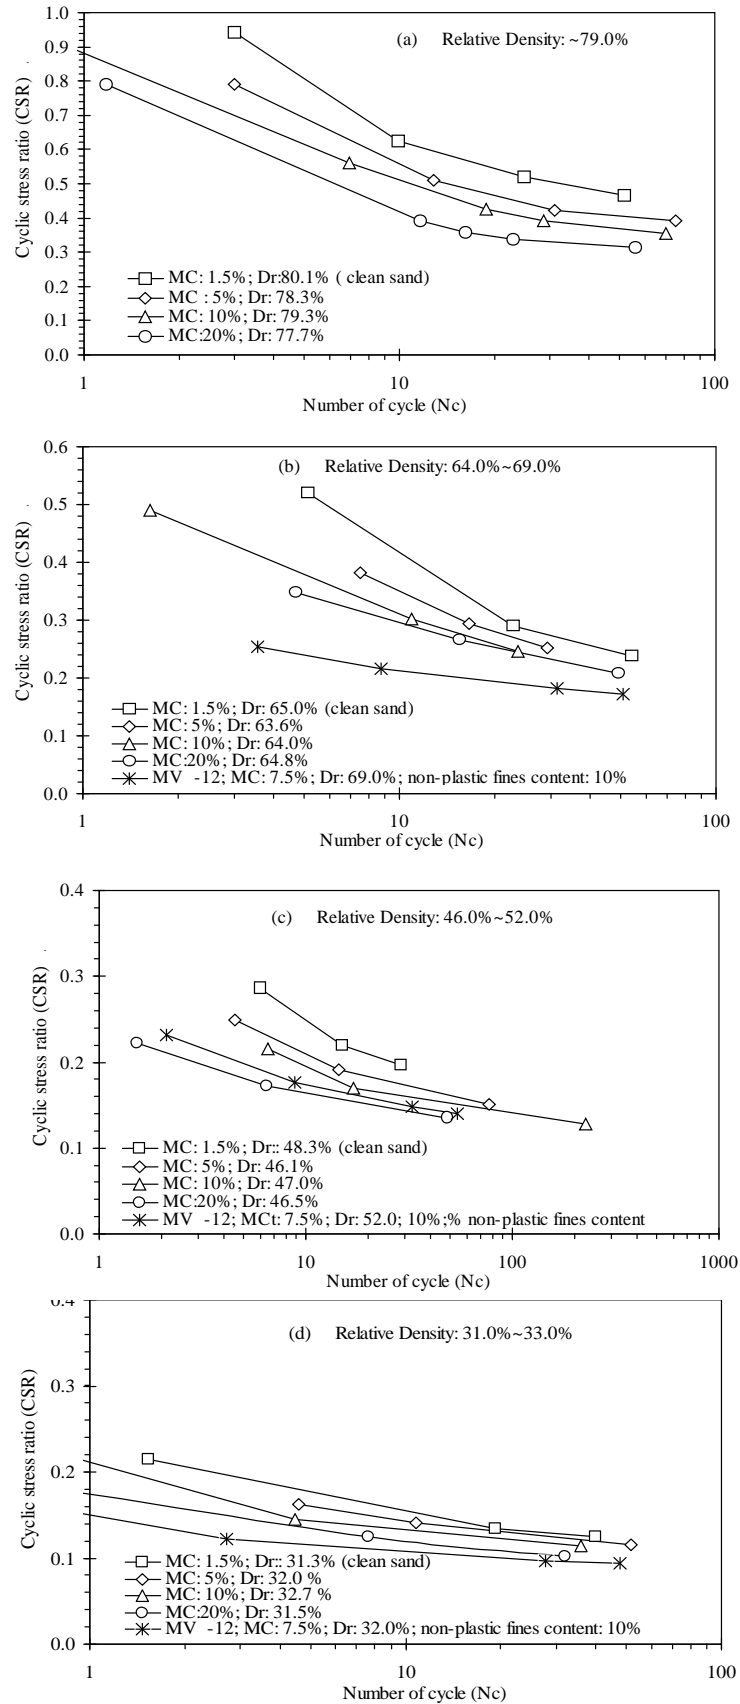 1.0
(a) Relative Density: ~79.0%
0.9
0.8
0.7
0.6
0.5
0.4
0.3
0.2
0.1
0.0
Cyclic stress ratio (CSR)
MC: 1.5%; Dr:80.1% ( clean sand)
MC : 5%; Dr: 78.3%
MC: 10%; Dr: 79.3%
MC:20%; Dr: 77.7%
1 10 100
Number of cycle (Nc)
0.6
(b) Relative Density: 64.0%~69.0%
0.5
0.4
0.3
0.2
0.1
0.0
Cyclic stress ratio (CSR)
MC: 1.5%; Dr: 65.0% (clean sand)
MC: 5%; Dr: 63.6%
MC: 10%; Dr: 64.0%
MC:20%; Dr: 64.8%
MV -12; MC: 7.5%; Dr: 69.0%; non-plastic fines content: 10%
1 10 100
Number of cycle (Nc)
0.4
(c) Relative Density: 46.0%~52.0%
0.3
0.2
0.1
0.0
Cyclic stress ratio (CSR)
MC: 1.5%; Dr:: 48.3% (clean sand)
MC: 5%; Dr: 46.1%
MC: 10%; Dr: 47.0%
MC:20%; Dr: 46.5%
MV -12; MCt: 7.5%; Dr: 52.0; 10%;% non-plastic fines content
1 10 100 1000
Number of cycle (Nc)
0.4
(d) Relative Density: 31.0%~33.0%
0.3
0.2
0.1
0.0
Cyclic stress ratio (CSR)
MC: 1.5%; Dr:: 31.3% (clean sand)
MC: 5%; Dr: 32.0 %
MC: 10%; Dr: 32.7 %
MC:20%; Dr: 31.5%
MV -12; MC: 7.5%; Dr: 32.0%; non-plastic fines content: 10%
1 10 100
Number of cycle (Nc)